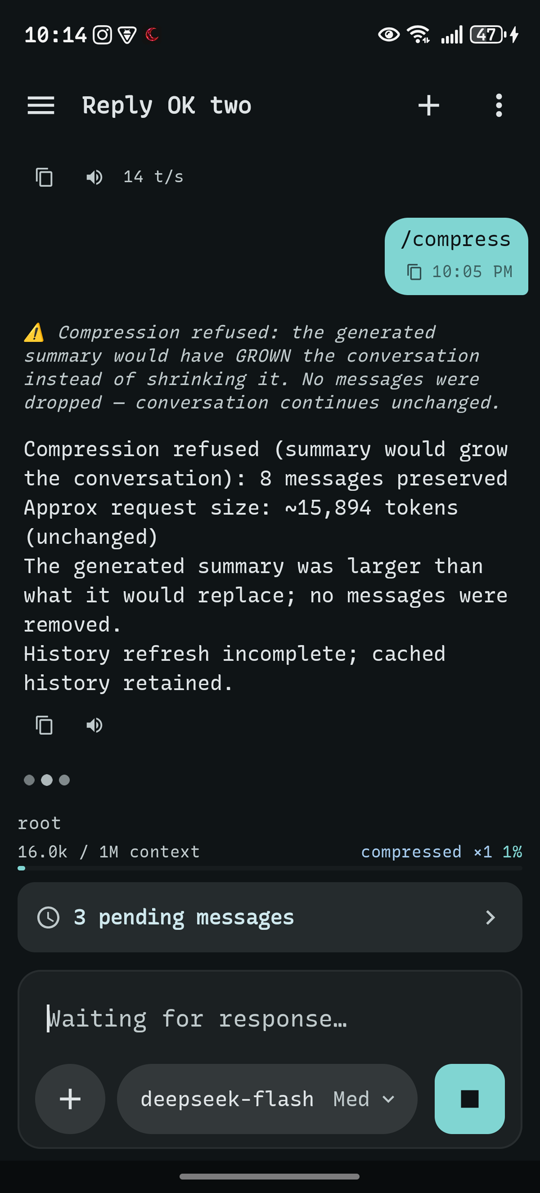 10:14
47
Reply OK two
14 t/s
/compress
10:05 PM
⚠️ Compression refused: the generated
summary would have GROWN the conversation
instead of shrinking it. No messages were
dropped — conversation continues unchanged.
Compression refused (summary would grow
the conversation): 8 messages preserved
Approx request size: ~15,894 tokens
(unchanged)
The generated summary was larger than
what it would replace; no messages were
removed.
History refresh incomplete; cached
history retained.
root
16.0k / 1M context compressed ×1 1%
3 pending messages
Waiting for response…
deepseek-flash Med